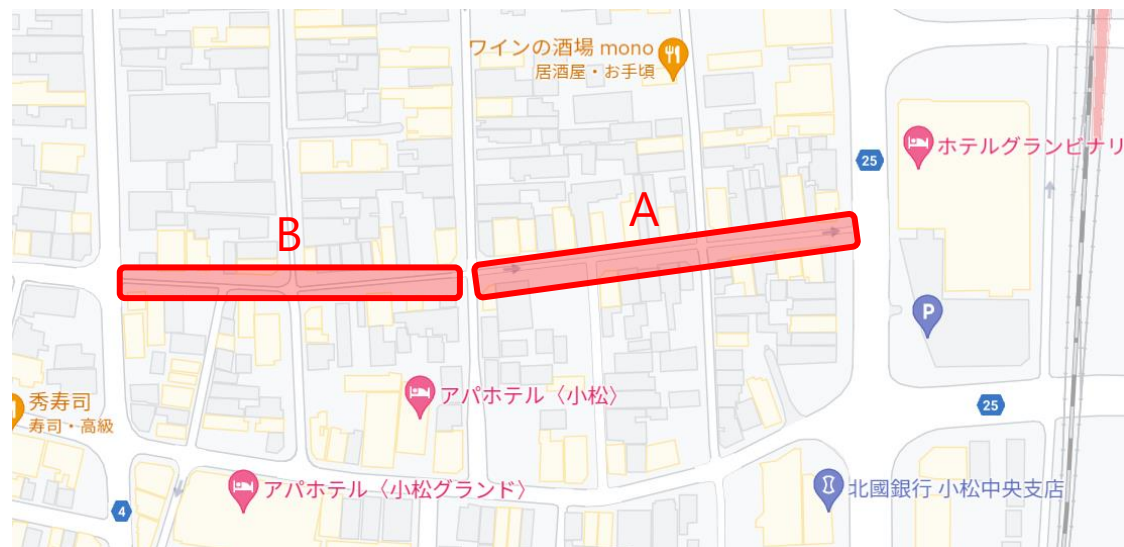 ワインの酒場 mono
居酒屋・お手頃
25
ホテルグランビナリ
A
B
P
アパホテル〈小松〉
秀寿司
寿司・高級
25
アパホテル〈小松グランド〉
北國銀行 小松中央支店
4